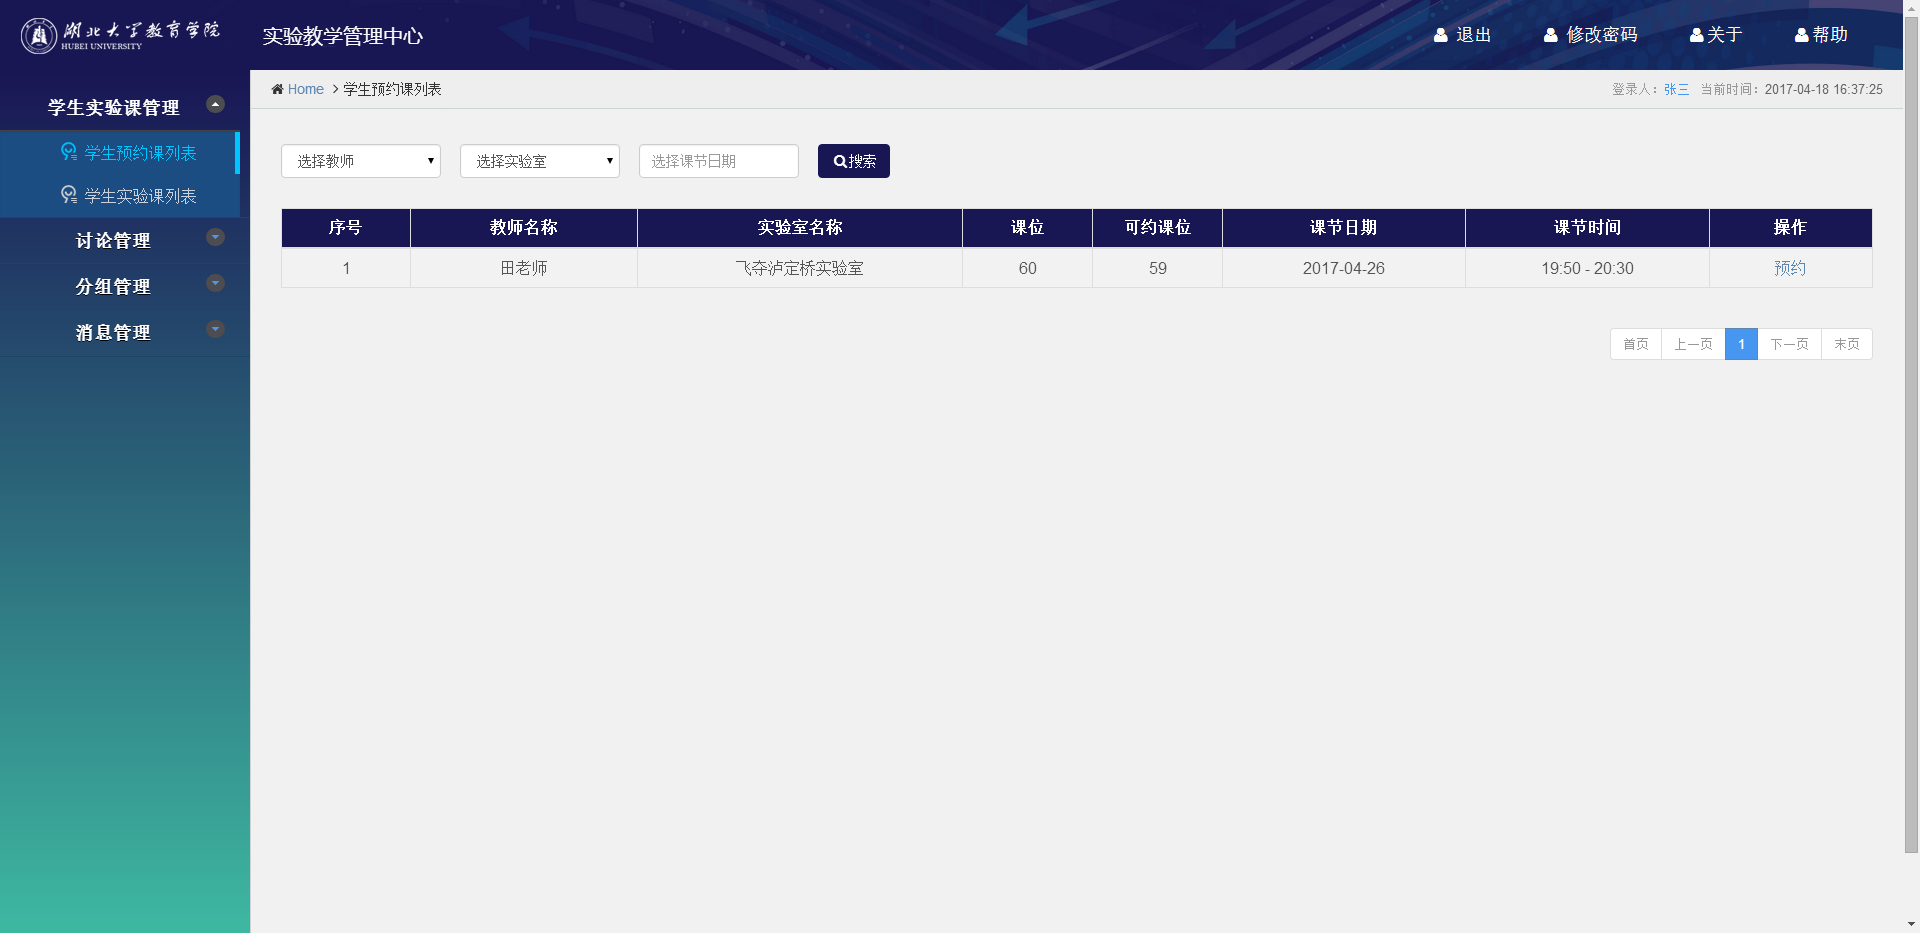 湖北大学教育学院
HUBEI UNIVERSITY
实验教学管理中心
退出 修改密码 关于 帮助
Home > 学生预约课列表
登录人：张三 当前时间：2017-04-18 16:37:25
学生实验课管理
学生预约课列表
学生实验课列表
讨论管理
分组管理
消息管理
选择教师 选择实验室 选择课节日期 搜索
序号 教师名称 实验室名称 课位 可约课位 课节日期 课节时间 操作
1 田老师 飞夺泸定桥实验室 60 59 2017-04-26 19:50 - 20:30 预约
首页 上一页 1 下一页 末页